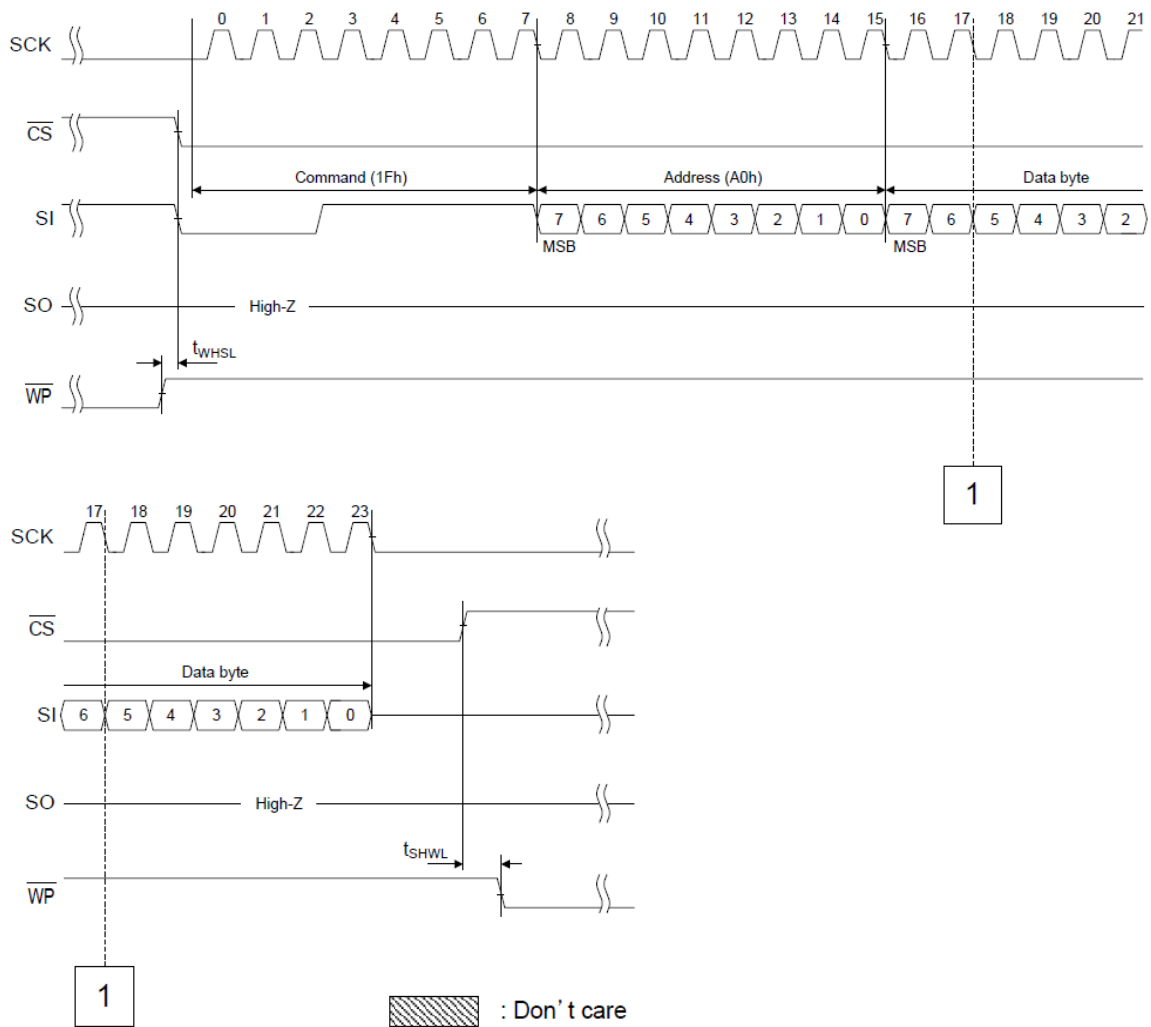 0 1 2 3 4 5 6 7 8 9 10 11 12 13 14 15 16 17 18 19 20 21
SCK
CS
Command (1Fh) Address (A0h) Data byte
SI 7 6 5 4 3 2 1 0 7 6 5 4 3 2
MSB MSB
SO High-Z
tWHSL
WP
1
17 18 19 20 21 22 23
SCK
CS
Data byte
SI 6 5 4 3 2 1 0
SO High-Z
tSHWL
WP
1
: Don't care